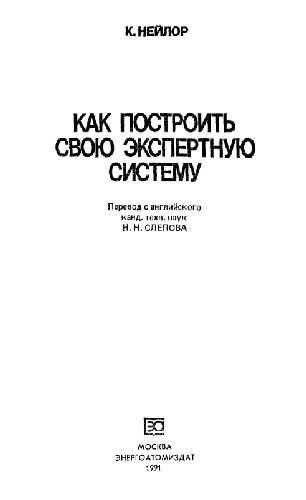 К. НЕЙЛОР
КАК ПОСТРОИТЬ
СВОЮ ЭКСПЕРТНУЮ
СИСТЕМУ
Перевод с английского
канд. техн. наук
Н. Н. СЛЕПОВА
МОСКВА
ЭНЕРГОАТОМИЗДАТ
1991